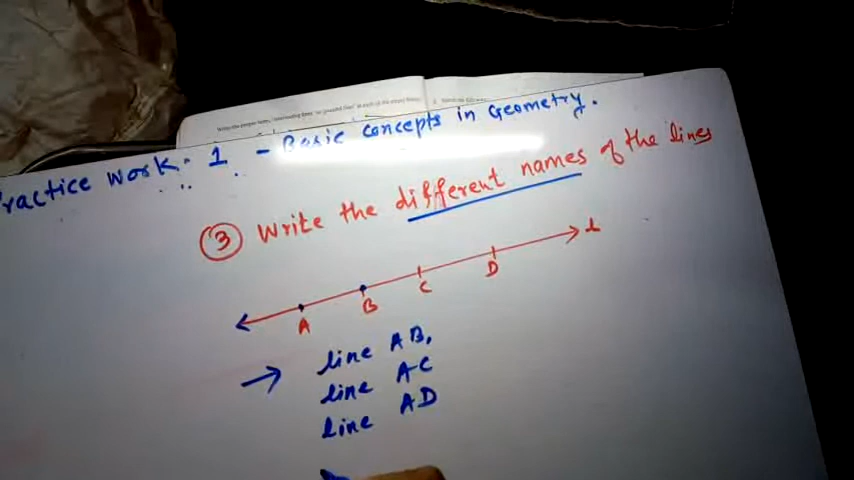 Practice Work. 1 - Basic concepts in Geometry.
③ Write the different names of the lines
l
A B C D
→ line AB,
line AC
line AD